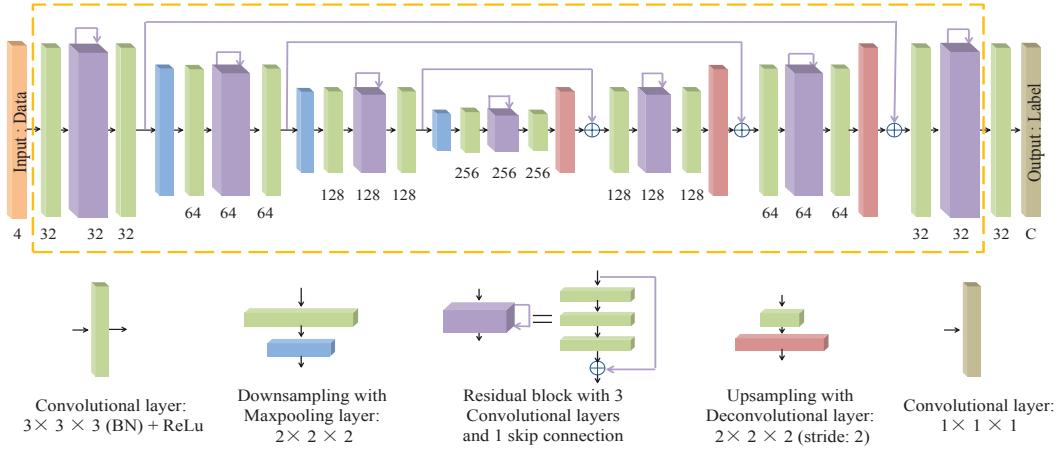 Input : Data
Output : Label
256 256 256
128 128 128
128 128 128
64 64 64
64 64 64
4 32 32 32
32 32 32 C
Convolutional layer:
3× 3 × 3 (BN) + ReLu
Downsampling with
Maxpooling layer:
2× 2 × 2
Residual block with 3
Convolutional layers
and 1 skip connection
Upsampling with
Deconvolutional layer:
2× 2 × 2 (stride: 2)
Convolutional layer:
1× 1 × 1